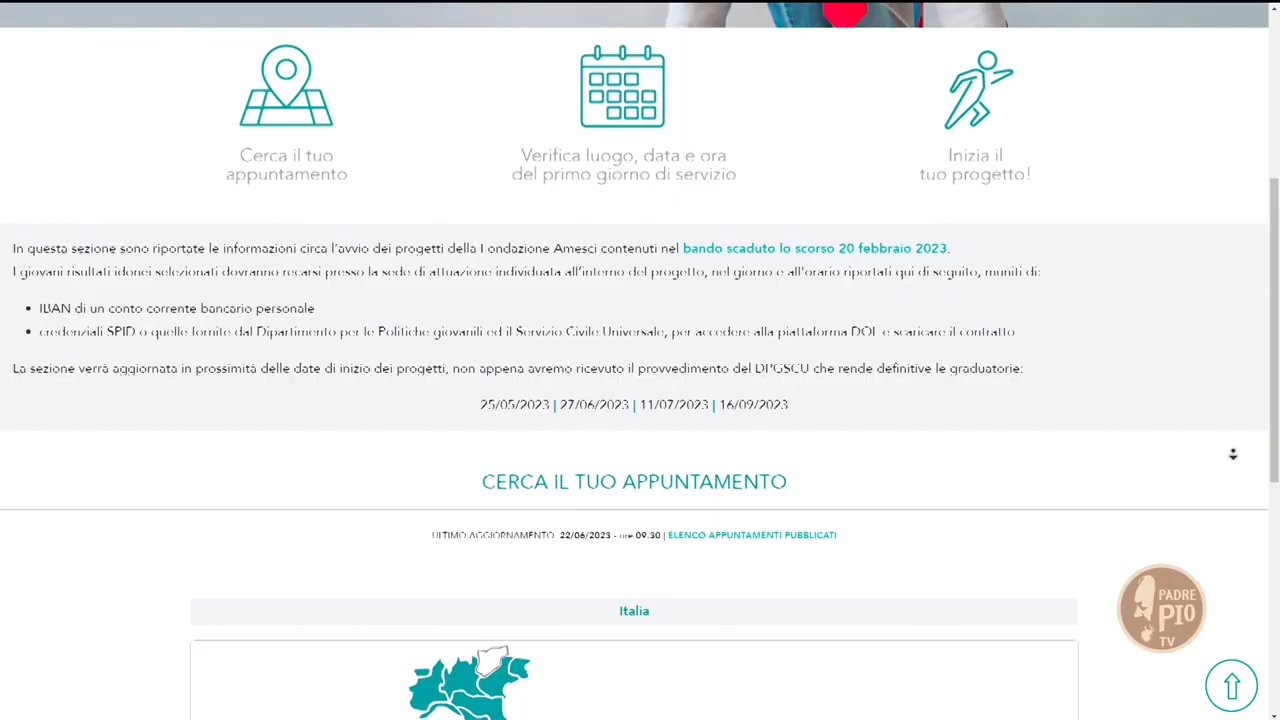 Cerca il tuo
appuntamento
Verifica luogo, data e ora
del primo giorno di servizio
Inizia il
tuo progetto!
In questa sezione sono riportate le informazioni circa l'avvio dei progetti della Fondazione Amesci contenuti nel bando scaduto lo scorso 20 febbraio 2023.
I giovani risultati idonei selezionati dovranno recarsi presso la sede di attuazione individuata all'interno del progetto, nel giorno e all'orario riportati qui di seguito, muniti di:
• IBAN di un conto corrente bancario personale
• credenziali SPID o quelle fornite dal Dipartimento per le Politiche giovanili ed il Servizio Civile Universale, per accedere alla piattaforma DOL e scaricare il contratto
La sezione verrà aggiornata in prossimità delle date di inizio dei progetti, non appena avremo ricevuto il provvedimento del DPGSCU che rende definitive le graduatorie:
25/05/2023 | 27/06/2023 | 11/07/2023 | 16/09/2023
CERCA IL TUO APPUNTAMENTO
ULTIMO AGGIORNAMENTO 22/06/2023 - ore 09.30 | ELENCO APPUNTAMENTI PUBBLICATI
Italia
PADRE
PIO
TV